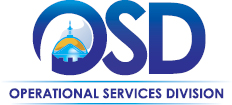 OSD
OPERATIONAL SERVICES DIVISION